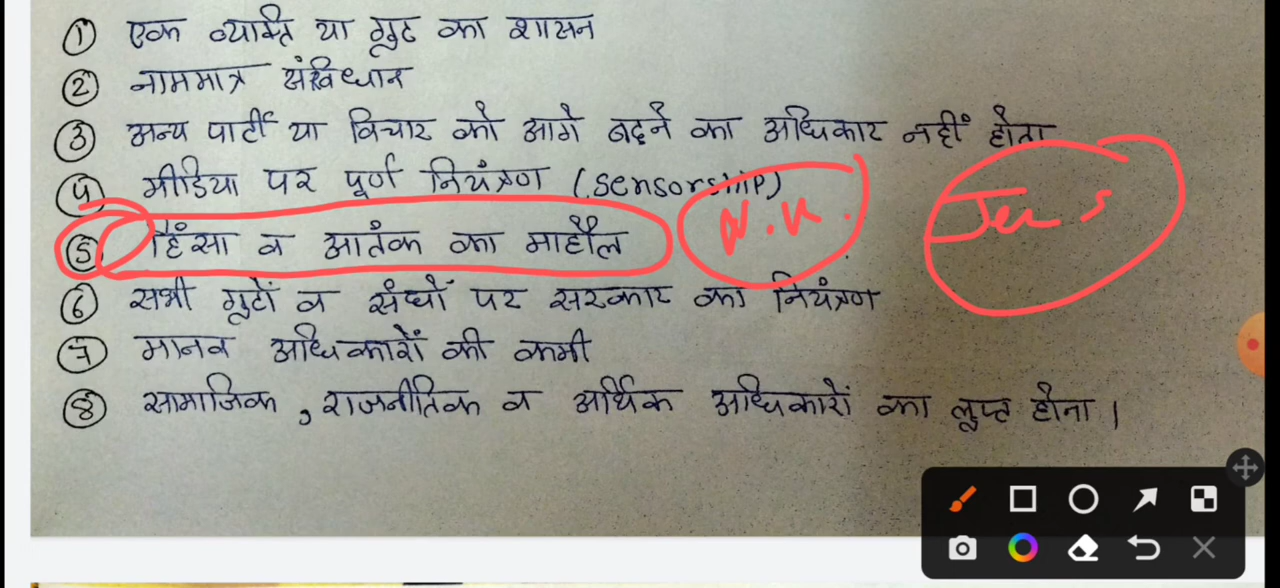 ① एक व्यक्ति या गुट का शासन
② नाममात्र संविधान
③ अन्य पार्टी या विचार को आगे बढ़ने का अधिकार नहीं होता
④ मीडिया पर पूर्ण नियंत्रण (sensorship)
⑤ हिंसा व आतंक का माहौल N.K.
⑥ सभी गुटों व संघों पर सरकार का नियंत्रण
⑦ मानव अधिकारों की कमी
⑧ सामाजिक, राजनीतिक व आर्थिक अधिकारों का लुप्त होना।